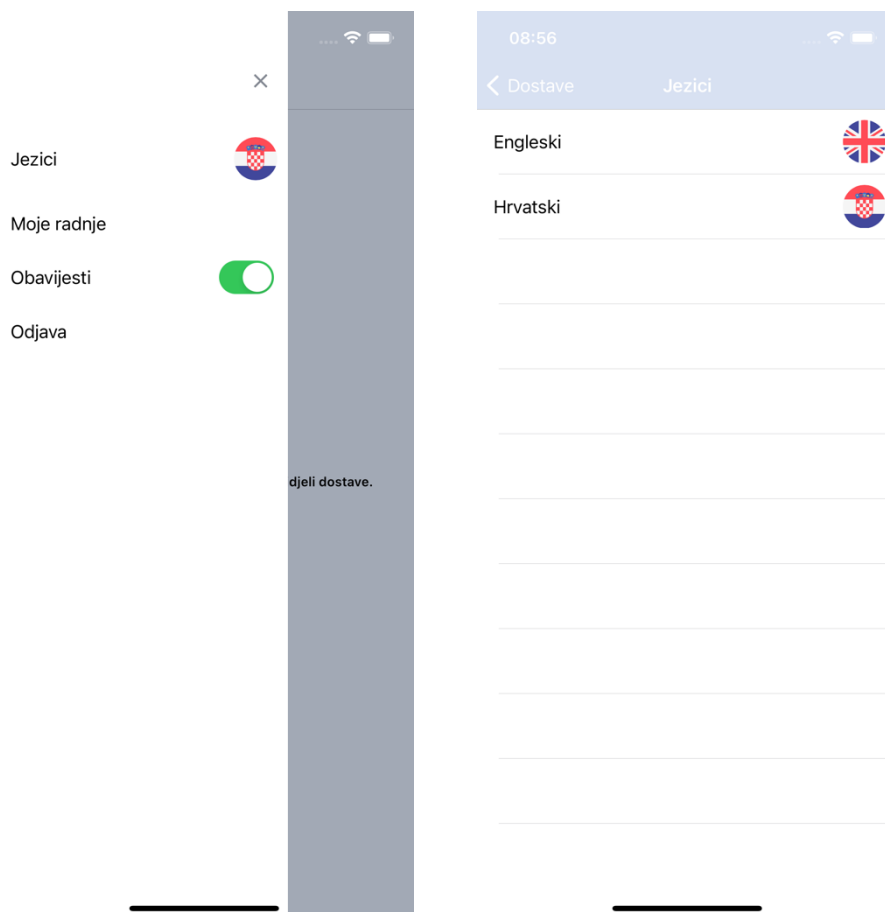 Jezici
Moje radnje
Obavijesti
Odjava
djeli dostave.
08:56
Dostave
Jezici
Engleski
Hrvatski